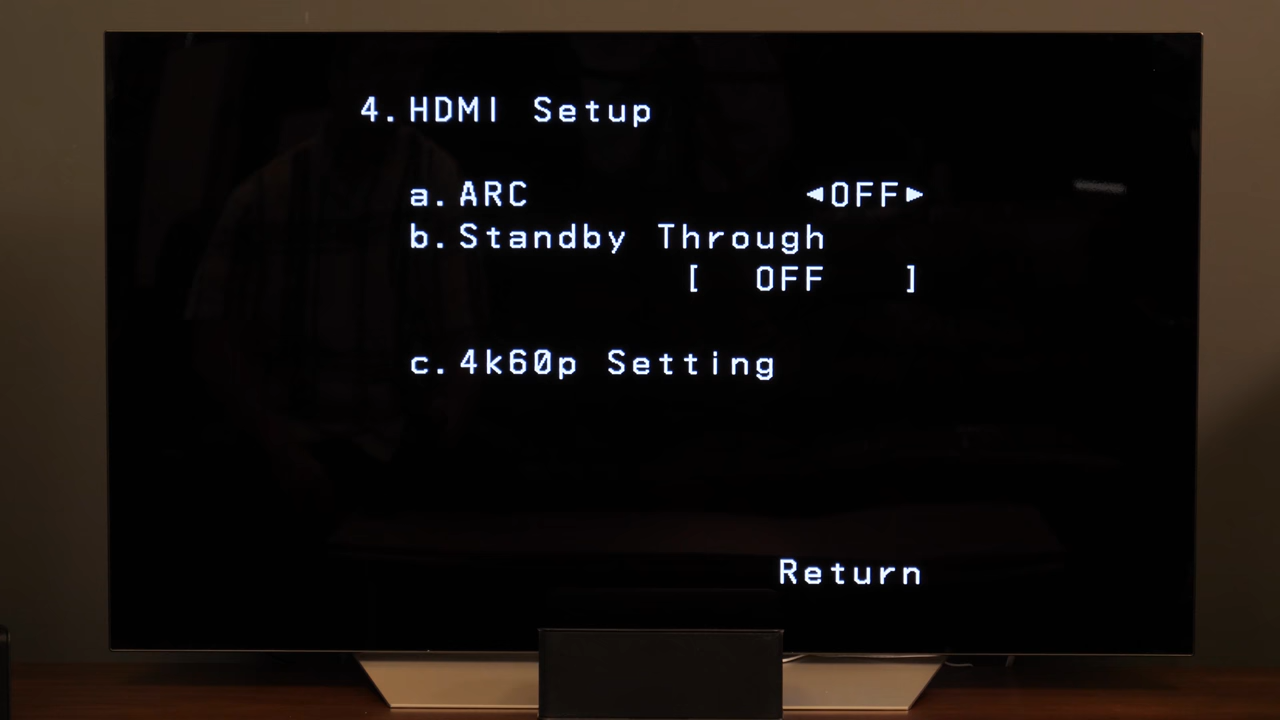 4.HDMI Setup
a.ARC ◀OFF▶
b.Standby Through
[ OFF ]
c.4k60p Setting
Return